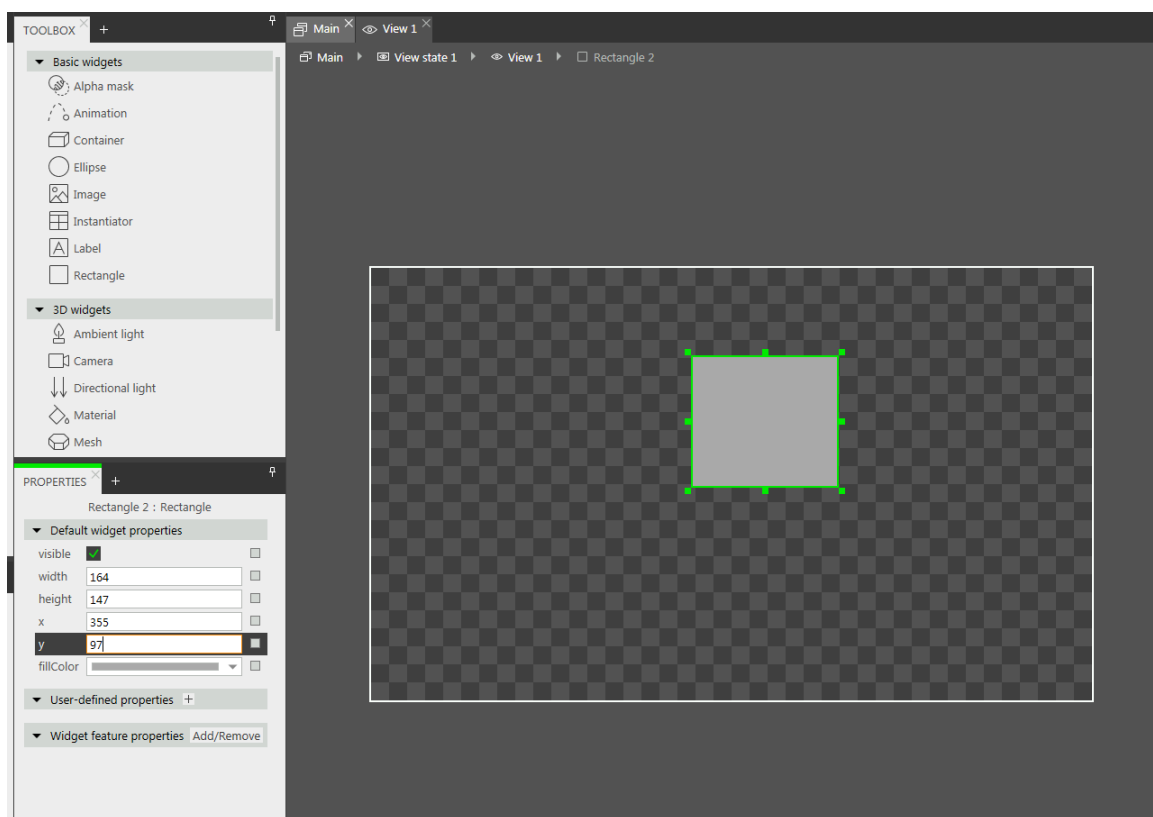 TOOLBOX
Main
View 1
Main
View state 1
View 1
Rectangle 2
Basic widgets
Alpha mask
Animation
Container
Ellipse
Image
Instantiator
A Label
Rectangle
3D widgets
Ambient light
Camera
Directional light
Material
Mesh
PROPERTIES
Rectangle 2 : Rectangle
Default widget properties
visible
width 164
height 147
x 355
y 97
fillColor
User-defined properties +
Widget feature properties Add/Remove